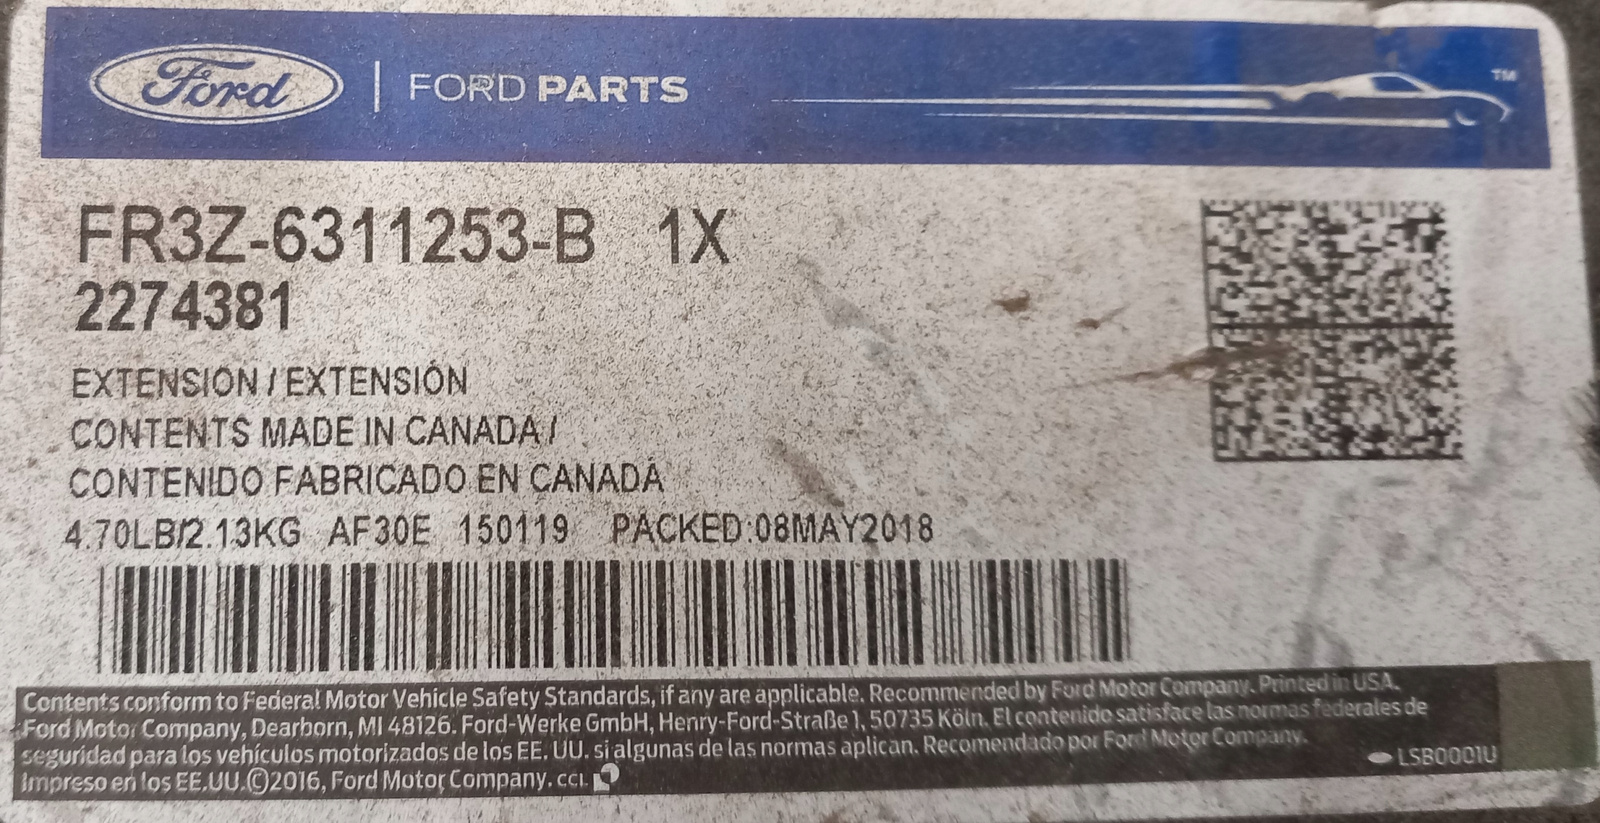 Ford | FORD PARTS TM
FR3Z-6311253-B 1X
2274381
EXTENSION / EXTENSIÓN
CONTENTS MADE IN CANADA /
CONTENIDO FABRICADO EN CANADÁ
4.70LB/2.13KG AF30E 150119 PACKED:08MAY2018
Contents conform to Federal Motor Vehicle Safety Standards, if any are applicable. Recommended by Ford Motor Company. Printed in USA.
Ford Motor Company, Dearborn, MI 48126. Ford-Werke GmbH, Henry-Ford-Straße 1, 50735 Köln. El contenido satisface las normas federales de
seguridad para los vehículos motorizados de los EE. UU. si algunas de las normas aplican. Recomendado por Ford Motor Company.
Impreso en los EE.UU.©2016, Ford Motor Company. CCL
LSB0001U